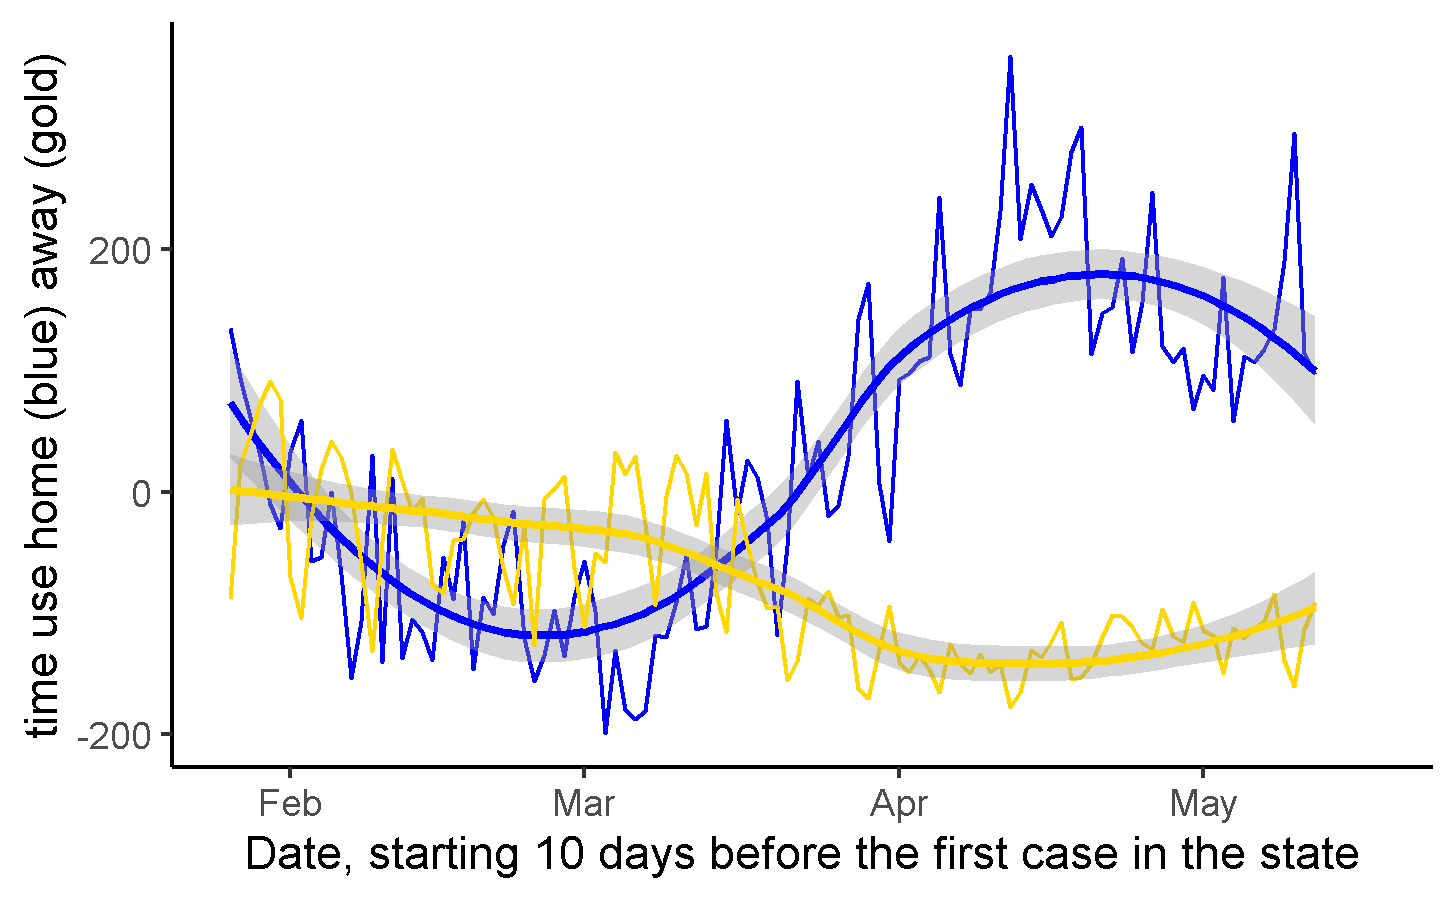 time use home (blue) away (gold)
200
0
-200
Feb
Mar
Apr
May
Date, starting 10 days before the first case in the state